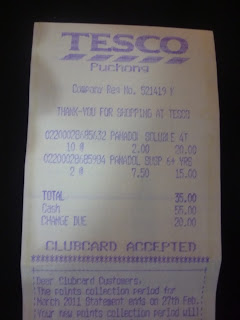 TESCO
Puchong
Company Reg No. 521419 K
THANK-YOU FOR SHOPPING AT TESCO
PANADOL SOLUBLE 4T
10 @ 2.00 20.00
PANADOL SUSP 6+ YRS
2 @ 7.50 15.00
TOTAL 35.00
Cash 55.00
CHANGE DUE 20.00
CLUBCARD ACCEPTED
Dear Clubcard Customers,
The points collection period for
March 2011 Statement ends on 27th Feb.
Your new points collection period will